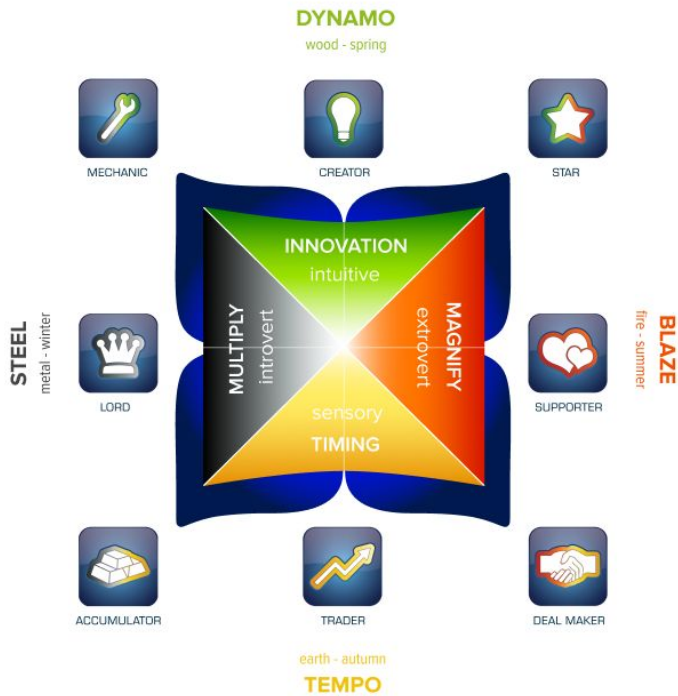 DYNAMO
wood - spring
MECHANIC
CREATOR
STAR
INNOVATION
intuitive
STEEL
metal - winter
MULTIPLY
introvert
MAGNIFY
extrovert
BLAZE
fire - summer
LORD
SUPPORTER
sensory
TIMING
ACCUMULATOR
TRADER
DEAL MAKER
earth - autumn
TEMPO